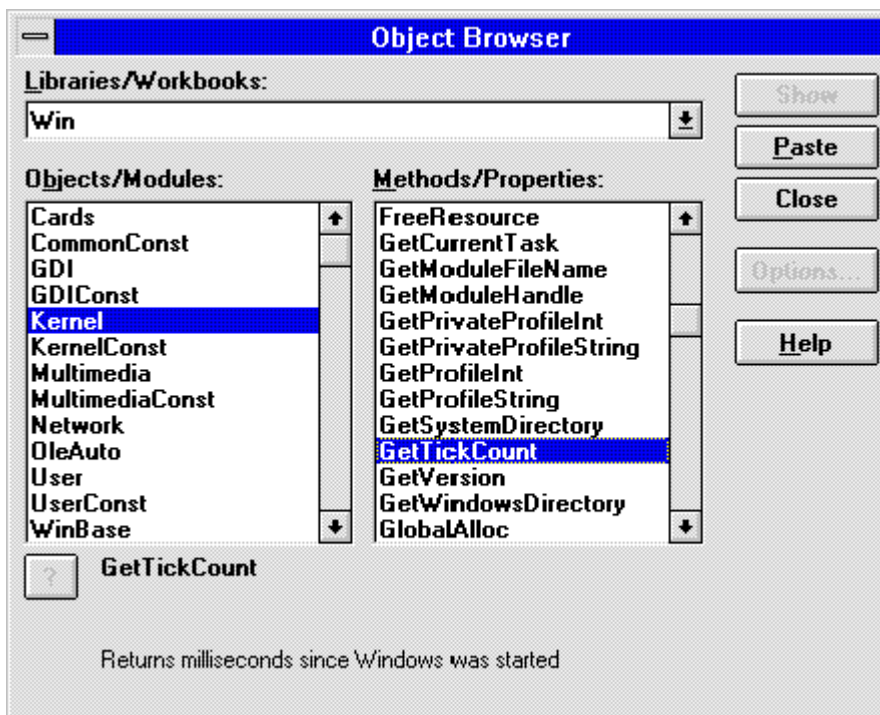 Object Browser
Libraries/Workbooks:
Win
Show
Paste
Close
Options...
Help
Objects/Modules:
Cards
CommonConst
GDI
GDIConst
Kernel
KernelConst
Multimedia
MultimediaConst
Network
OleAuto
User
UserConst
WinBase
Methods/Properties:
FreeResource
GetCurrentTask
GetModuleFileName
GetModuleHandle
GetPrivateProfileInt
GetPrivateProfileString
GetProfileInt
GetProfileString
GetSystemDirectory
GetTickCount
GetVersion
GetWindowsDirectory
GlobalAlloc
?
GetTickCount
Returns milliseconds since Windows was started